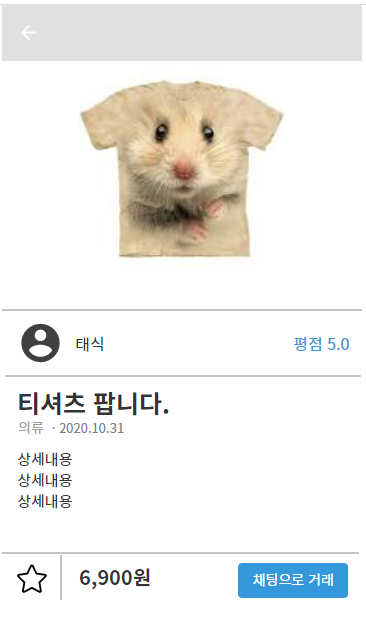 태식
평점 5.0
티셔츠 팝니다.
의류 · 2020.10.31
상세내용
상세내용
상세내용
6,900원
채팅으로 거래